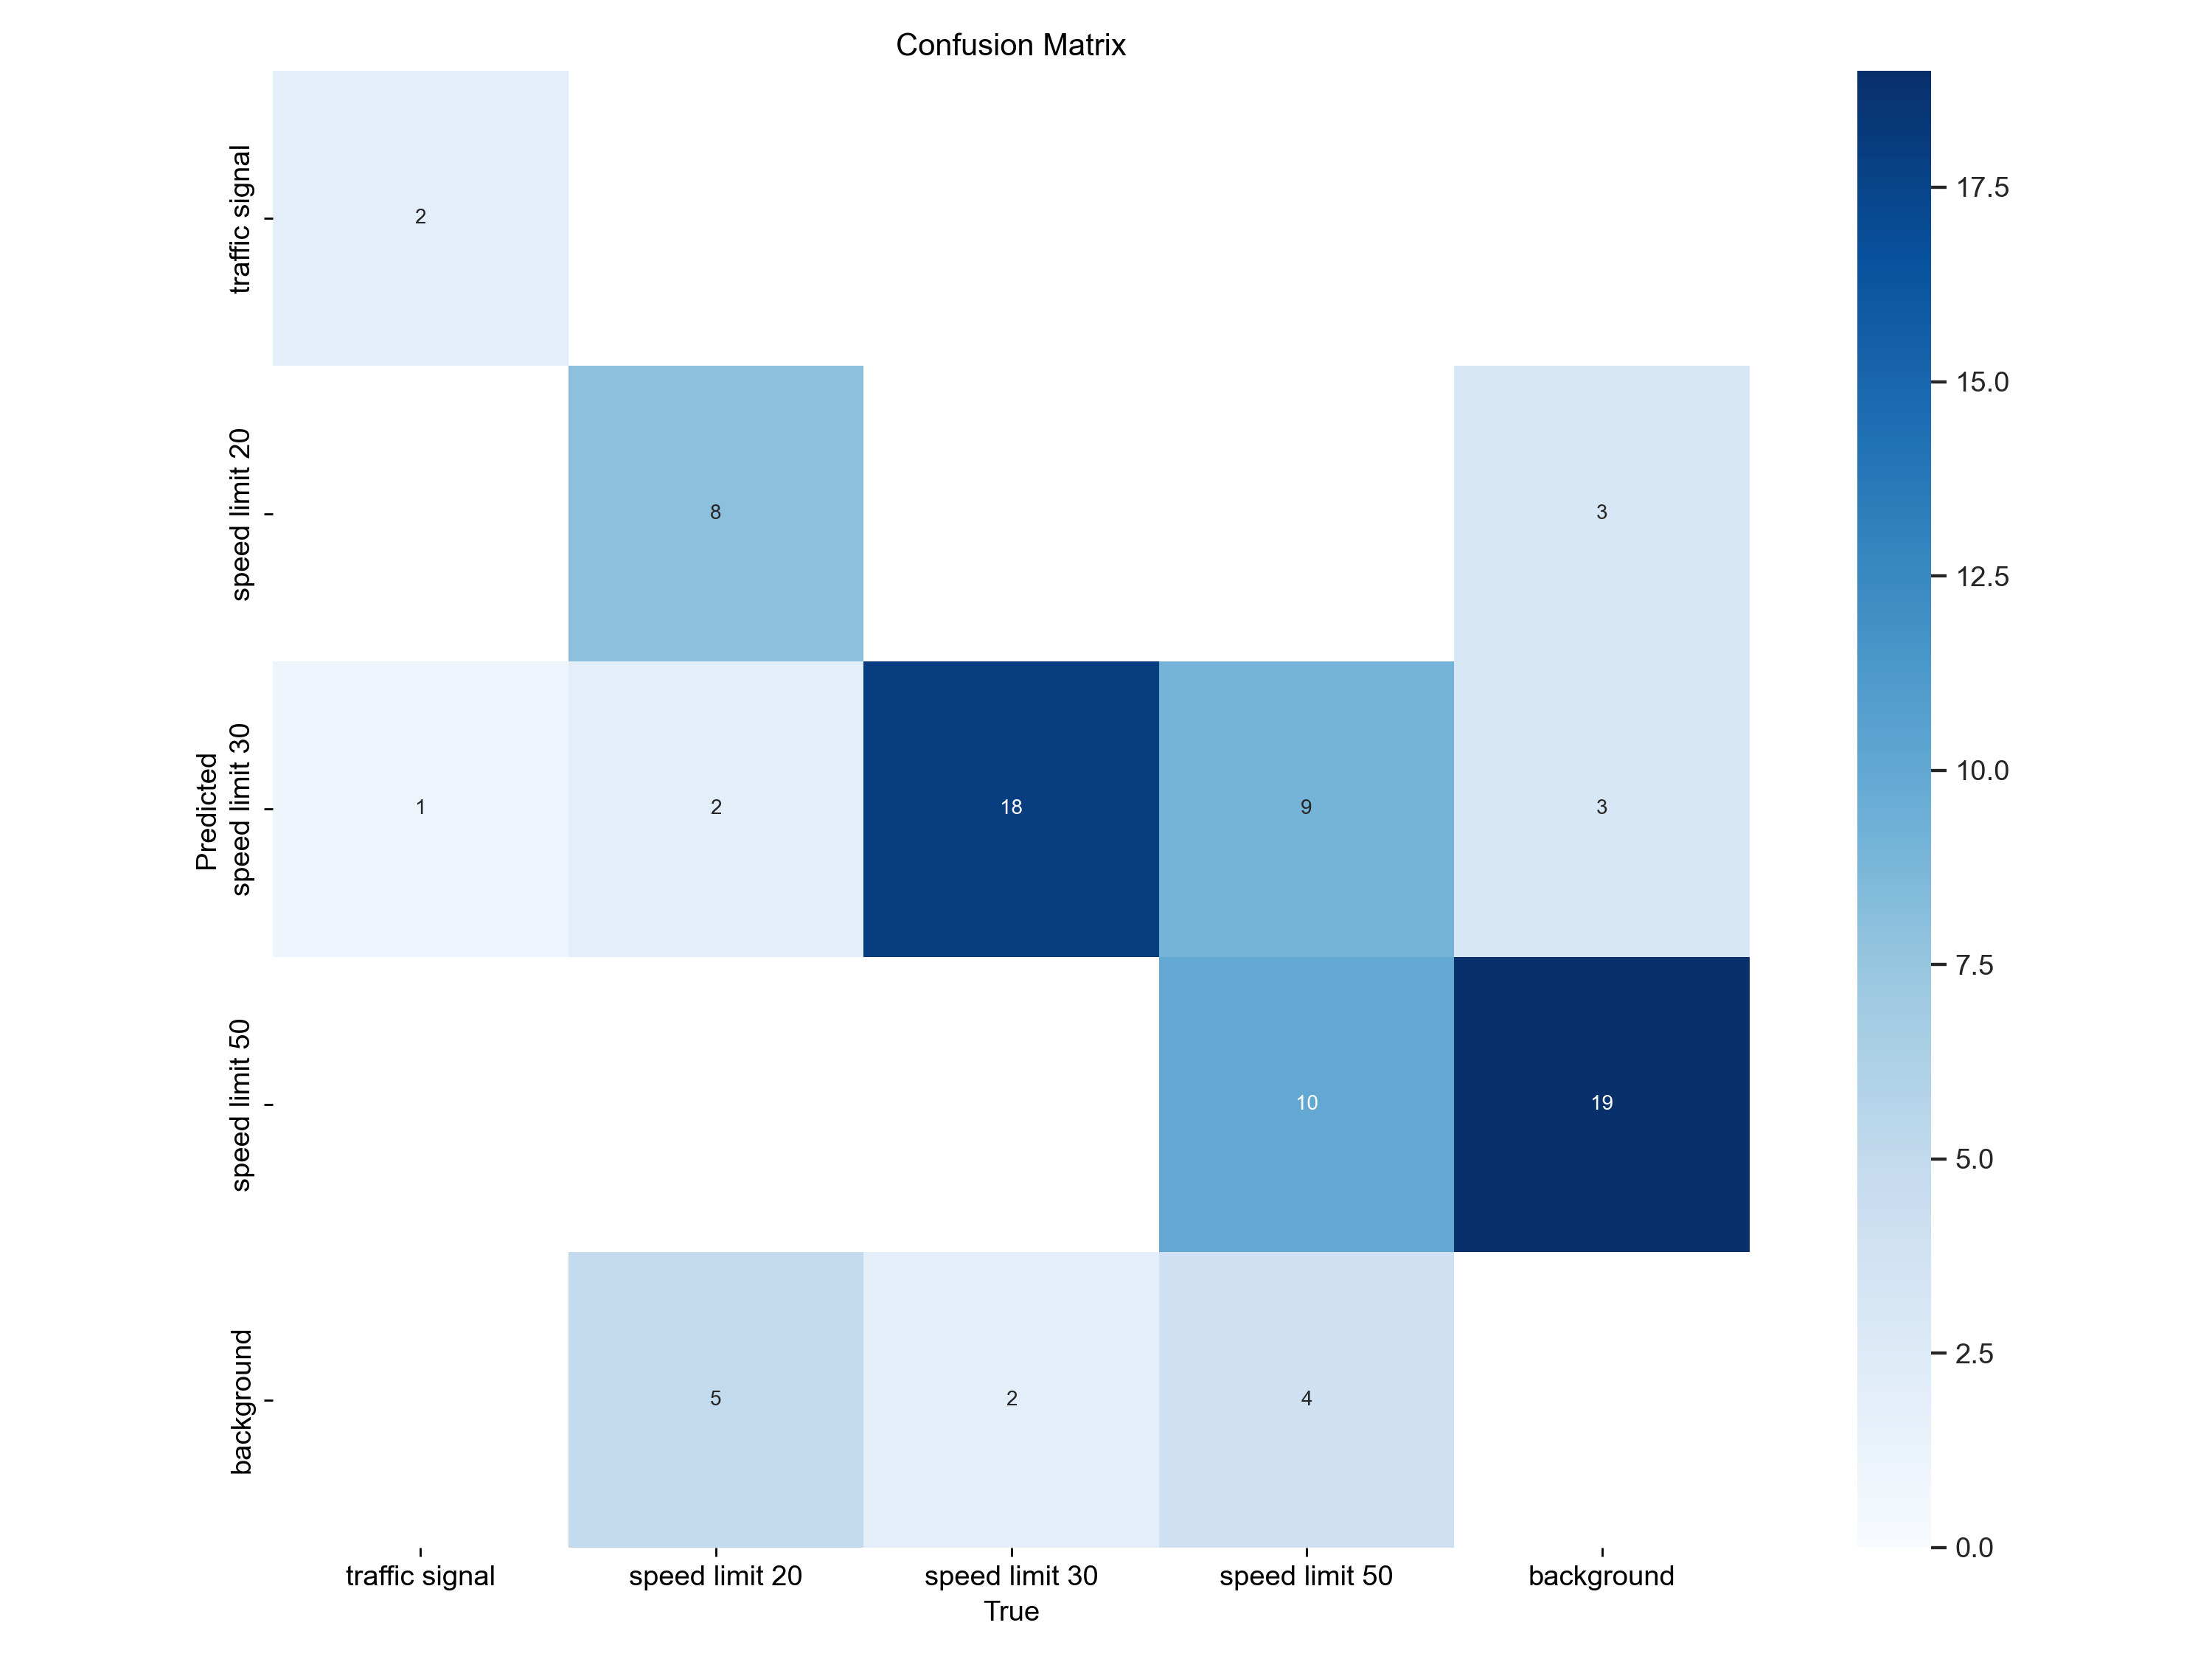 Confusion Matrix
traffic signal
2
speed limit 20
8
3
Predicted
speed limit 30
1
2
18
9
3
speed limit 50
10
19
background
5
2
4
traffic signal
speed limit 20
speed limit 30
speed limit 50
background
True
17.5
15.0
12.5
10.0
7.5
5.0
2.5
0.0